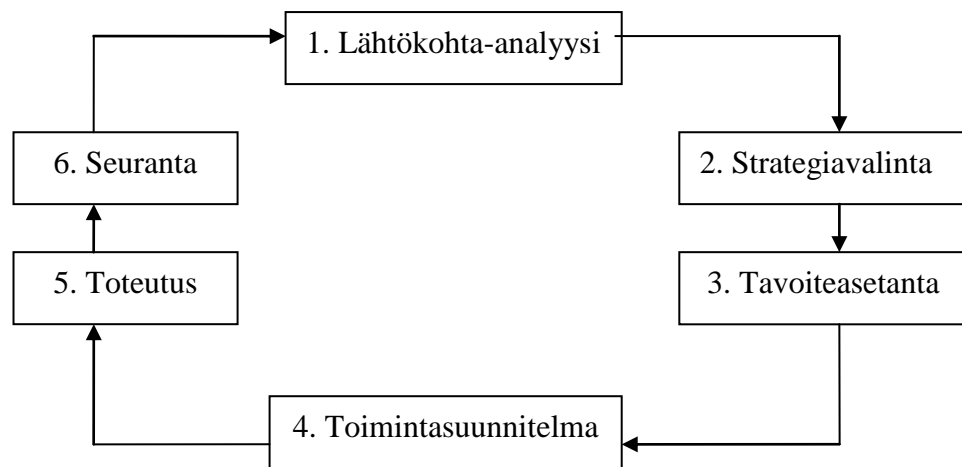 1. Lähtökohta-analyysi
2. Strategiavalinta
3. Tavoiteasetanta
4. Toimintasuunnitelma
5. Toteutus
6. Seuranta